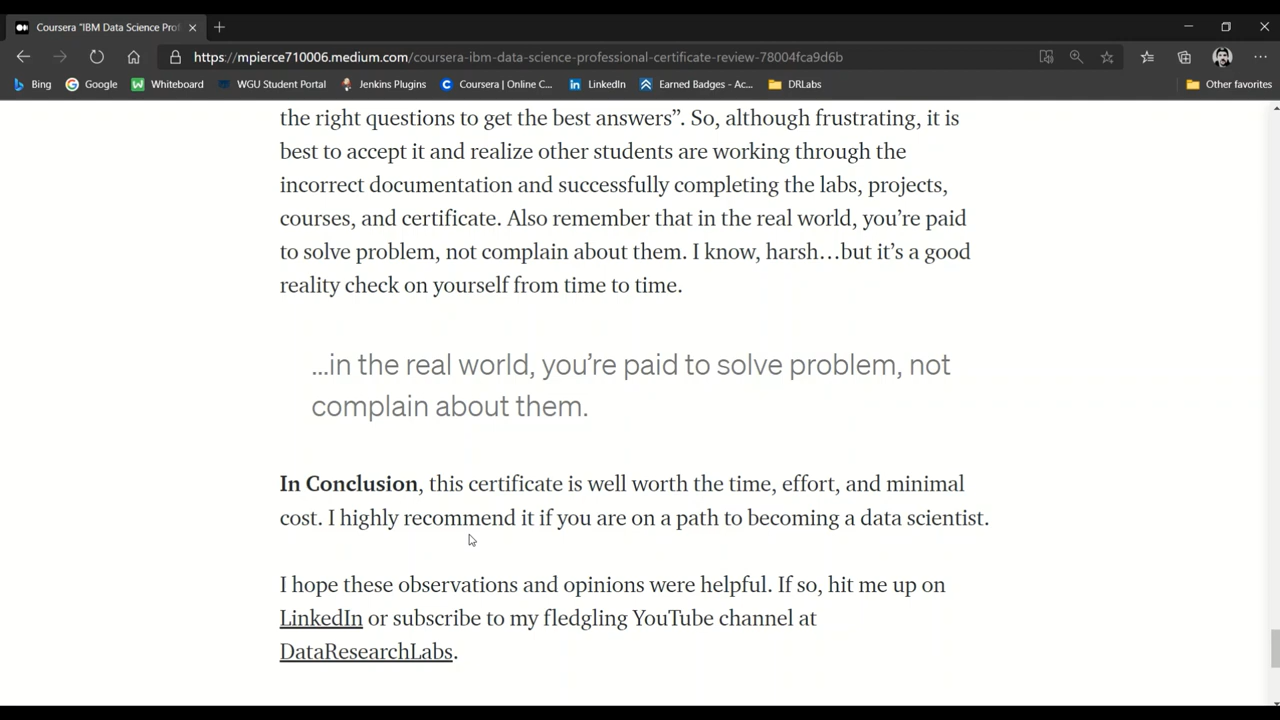 Coursera "IBM Data Science Pro
https://mpierce710006.medium.com/coursera-ibm-data-science-professional-certificate-review-78004fca9d6b
Bing Google Whiteboard WGU Student Portal Jenkins Plugins Coursera | Online C... LinkedIn Earned Badges - Ac... DRLabs Other favorites
the right questions to get the best answers”. So, although frustrating, it is
best to accept it and realize other students are working through the
incorrect documentation and successfully completing the labs, projects,
courses, and certificate. Also remember that in the real world, you’re paid
to solve problem, not complain about them. I know, harsh…but it’s a good
reality check on yourself from time to time.
…in the real world, you’re paid to solve problem, not
complain about them.
In Conclusion, this certificate is well worth the time, effort, and minimal
cost. I highly recommend it if you are on a path to becoming a data scientist.
I hope these observations and opinions were helpful. If so, hit me up on
LinkedIn or subscribe to my fledgling YouTube channel at
DataResearchLabs.